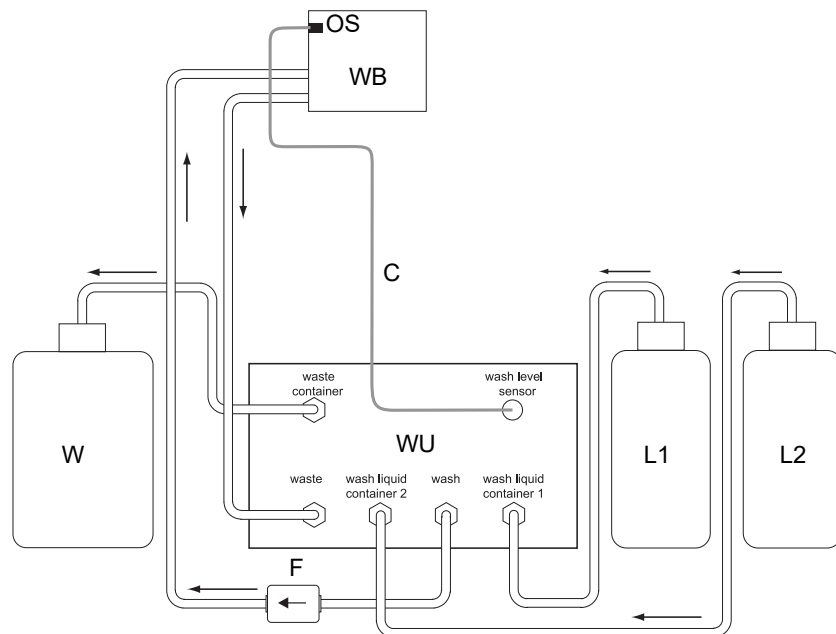 OS
WB
C
waste
container
wash level
sensor
W
WU
L1
L2
waste
wash liquid
container 2
wash
wash liquid
container 1
F